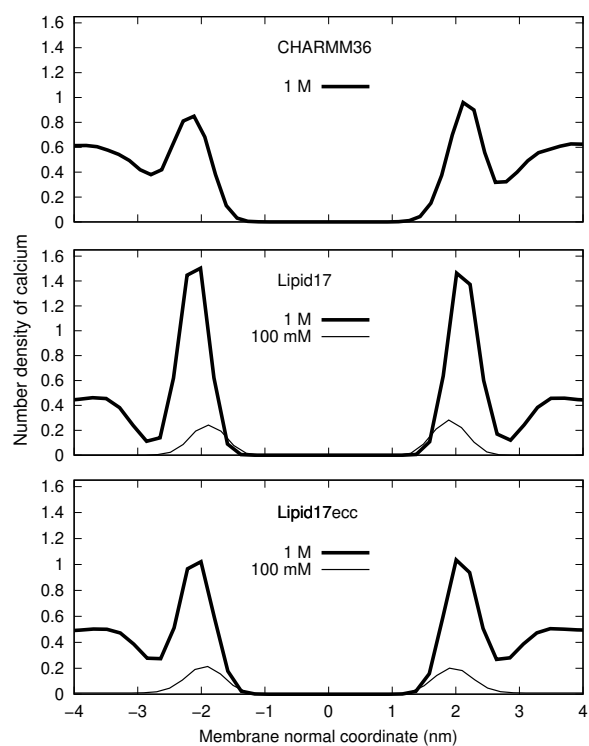 Number density of calcium
1.6
1.4
1.2
1
0.8
0.6
0.4
0.2
0
CHARMM36
1 M
1.6
1.4
1.2
1
0.8
0.6
0.4
0.2
0
Lipid17
1 M
100 mM
1.6
1.4
1.2
1
0.8
0.6
0.4
0.2
0
Lipid17ecc
1 M
100 mM
−4 −3 −2 −1 0 1 2 3 4
Membrane normal coordinate (nm)